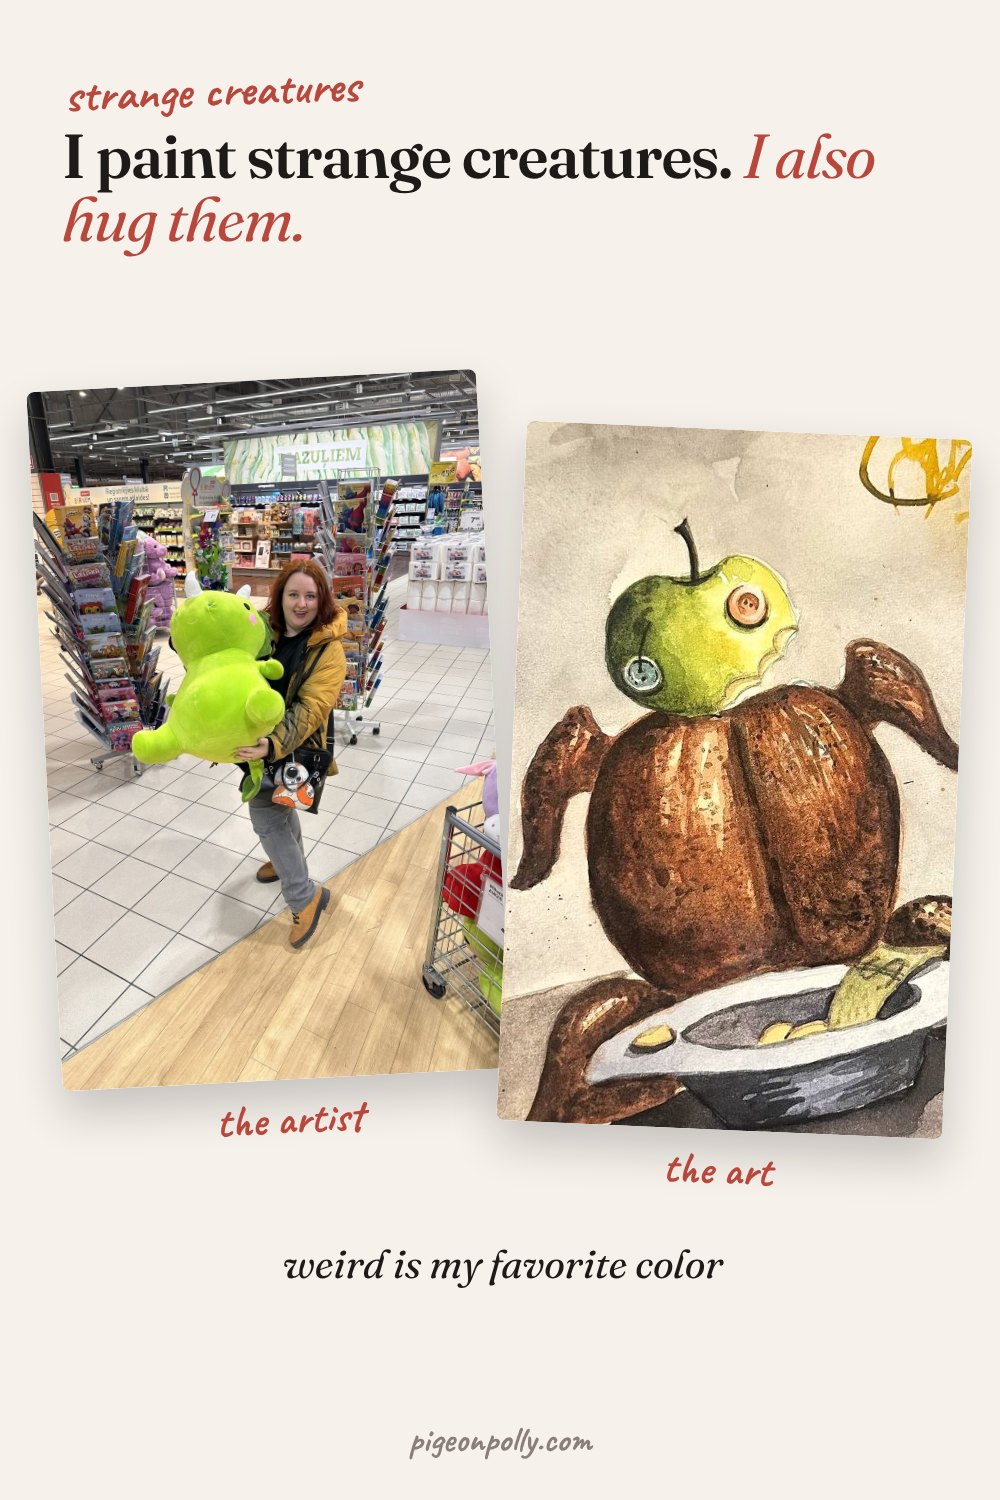 strange creatures
I paint strange creatures. I also
hug them.
AZUĻIEM
the artist
the art
weird is my favorite color
pigeonpolly.com